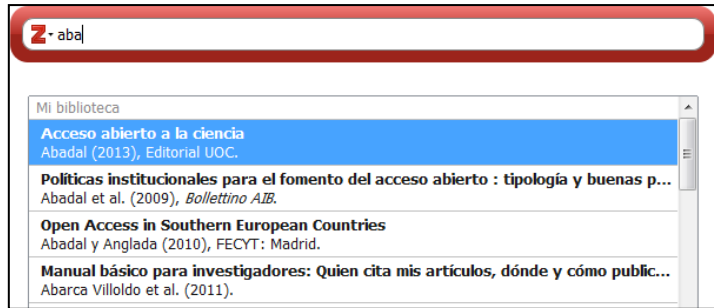 Z aba
Mi biblioteca
Acceso abierto a la ciencia
Abadal (2013), Editorial UOC.
Políticas institucionales para el fomento del acceso abierto : tipología y buenas p...
Abadal et al. (2009), Bollettino AIB.
Open Access in Southern European Countries
Abadal y Anglada (2010), FECYT: Madrid.
Manual básico para investigadores: Quien cita mis artículos, dónde y cómo public...
Abarca Villoldo et al. (2011).